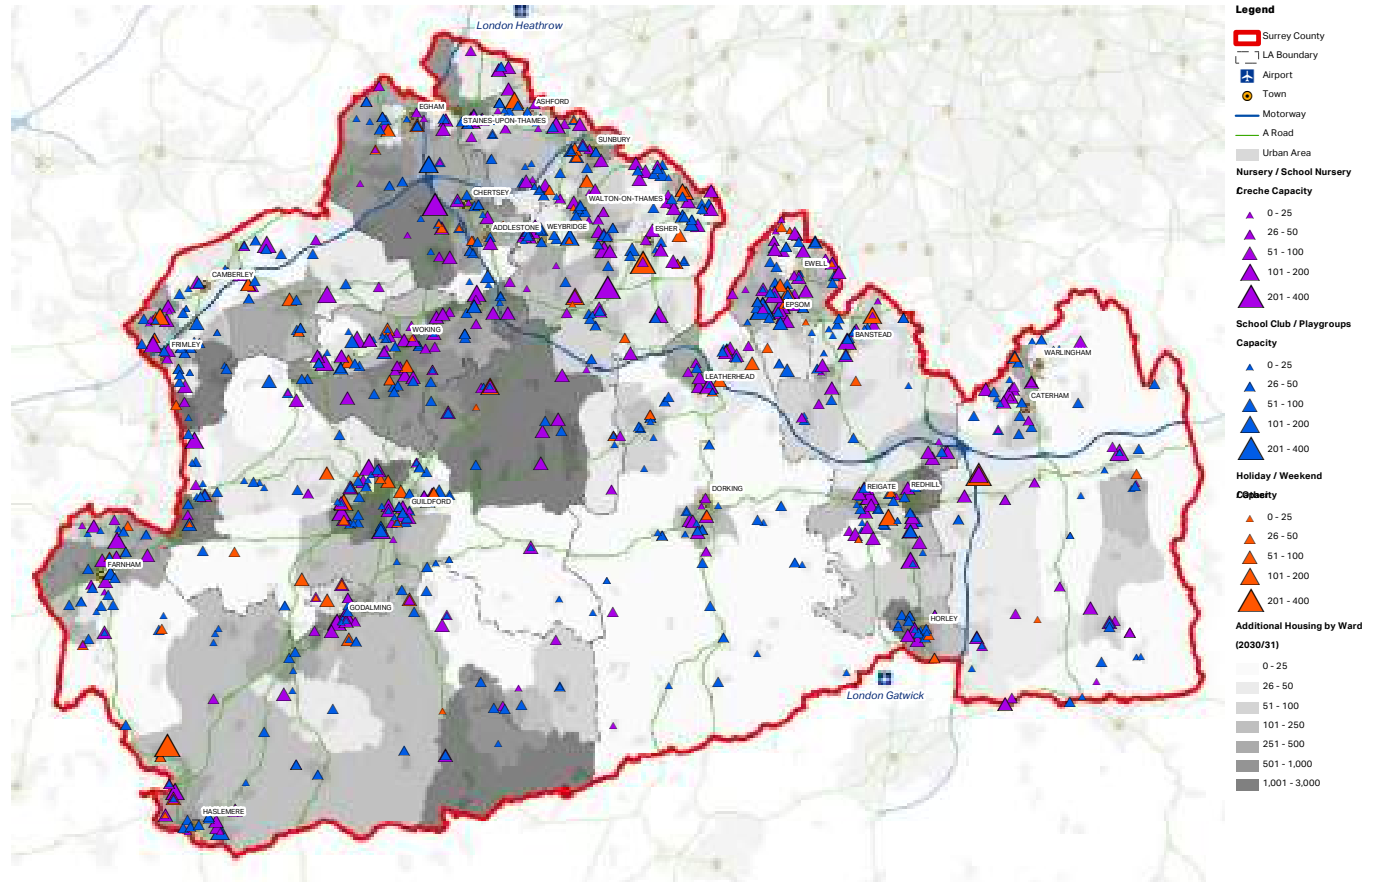 London Heathrow
ASHFORD
EGHAM
STAINES-UPON-THAMES
SUNBURY
CHERTSEY
WALTON-ON-THAMES
ADDLESTONE
WEYBRIDGE
ESHER
CAMBERLEY
EWELL
EPSOM
FRIMLEY
WOKING
BANSTEAD
WARLINGHAM
LEATHERHEAD
CATERHAM
GUILDFORD
DORKING
REIGATE
REDHILL
FARNHAM
GODALMING
HORLEY
London Gatwick
HASLEMERE
Legend
Surrey County
LA Boundary
Airport
Town
Motorway
A Road
Urban Area
Nursery / School Nursery
Creche Capacity
0 - 25
26 - 50
51 - 100
101 - 200
201 - 400
School Club / Playgroups
Capacity
0 - 25
26 - 50
51 - 100
101 - 200
201 - 400
Holiday / Weekend
0 - 25
26 - 50
51 - 100
101 - 200
201 - 400
Additional Housing by Ward
(2030/31)
0 - 25
26 - 50
51 - 100
101 - 250
251 - 500
501 - 1,000
1,001 - 3,000